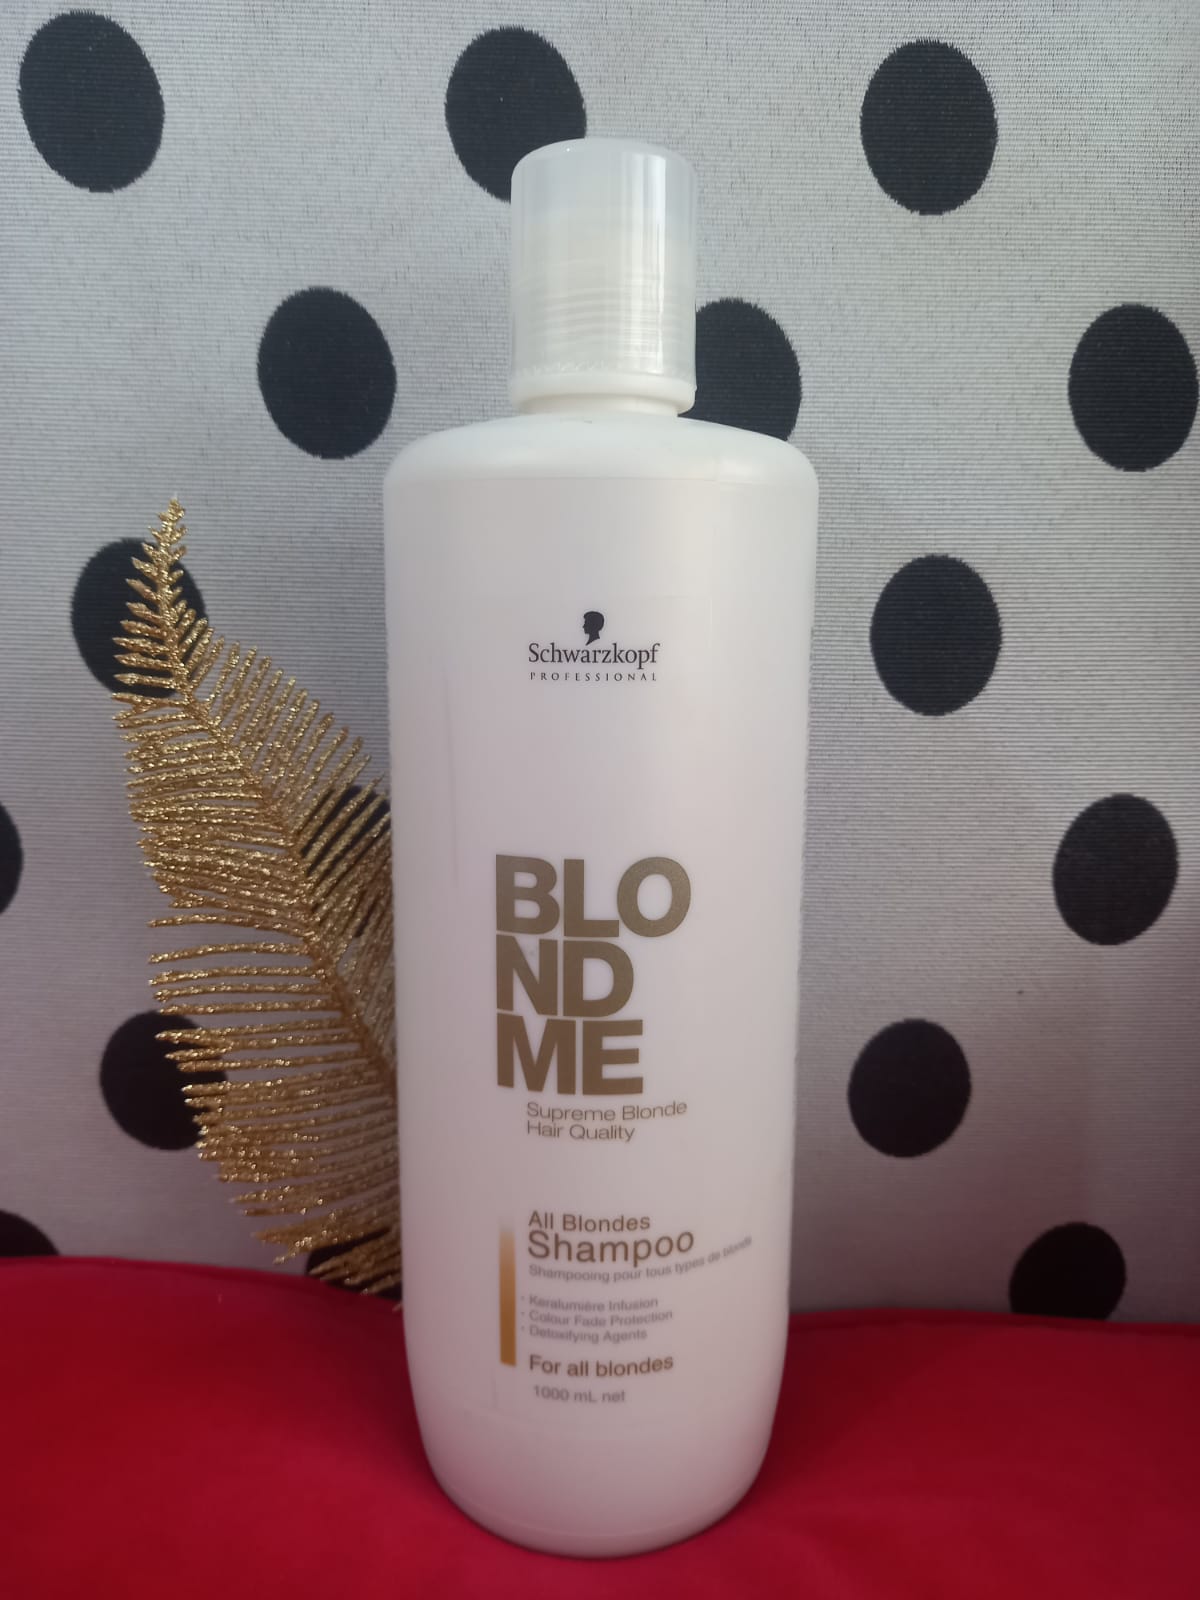 Schwarzkopf
PROFESSIONAL
BLO
ND
ME
Supreme Blonde
Hair Quality
All Blondes
Shampoo
Shampooing pour tous types de blonds
· Keralumière Infusion
· Colour Fade Protection
· Detoxifying Agents
For all blondes
1000 mL net